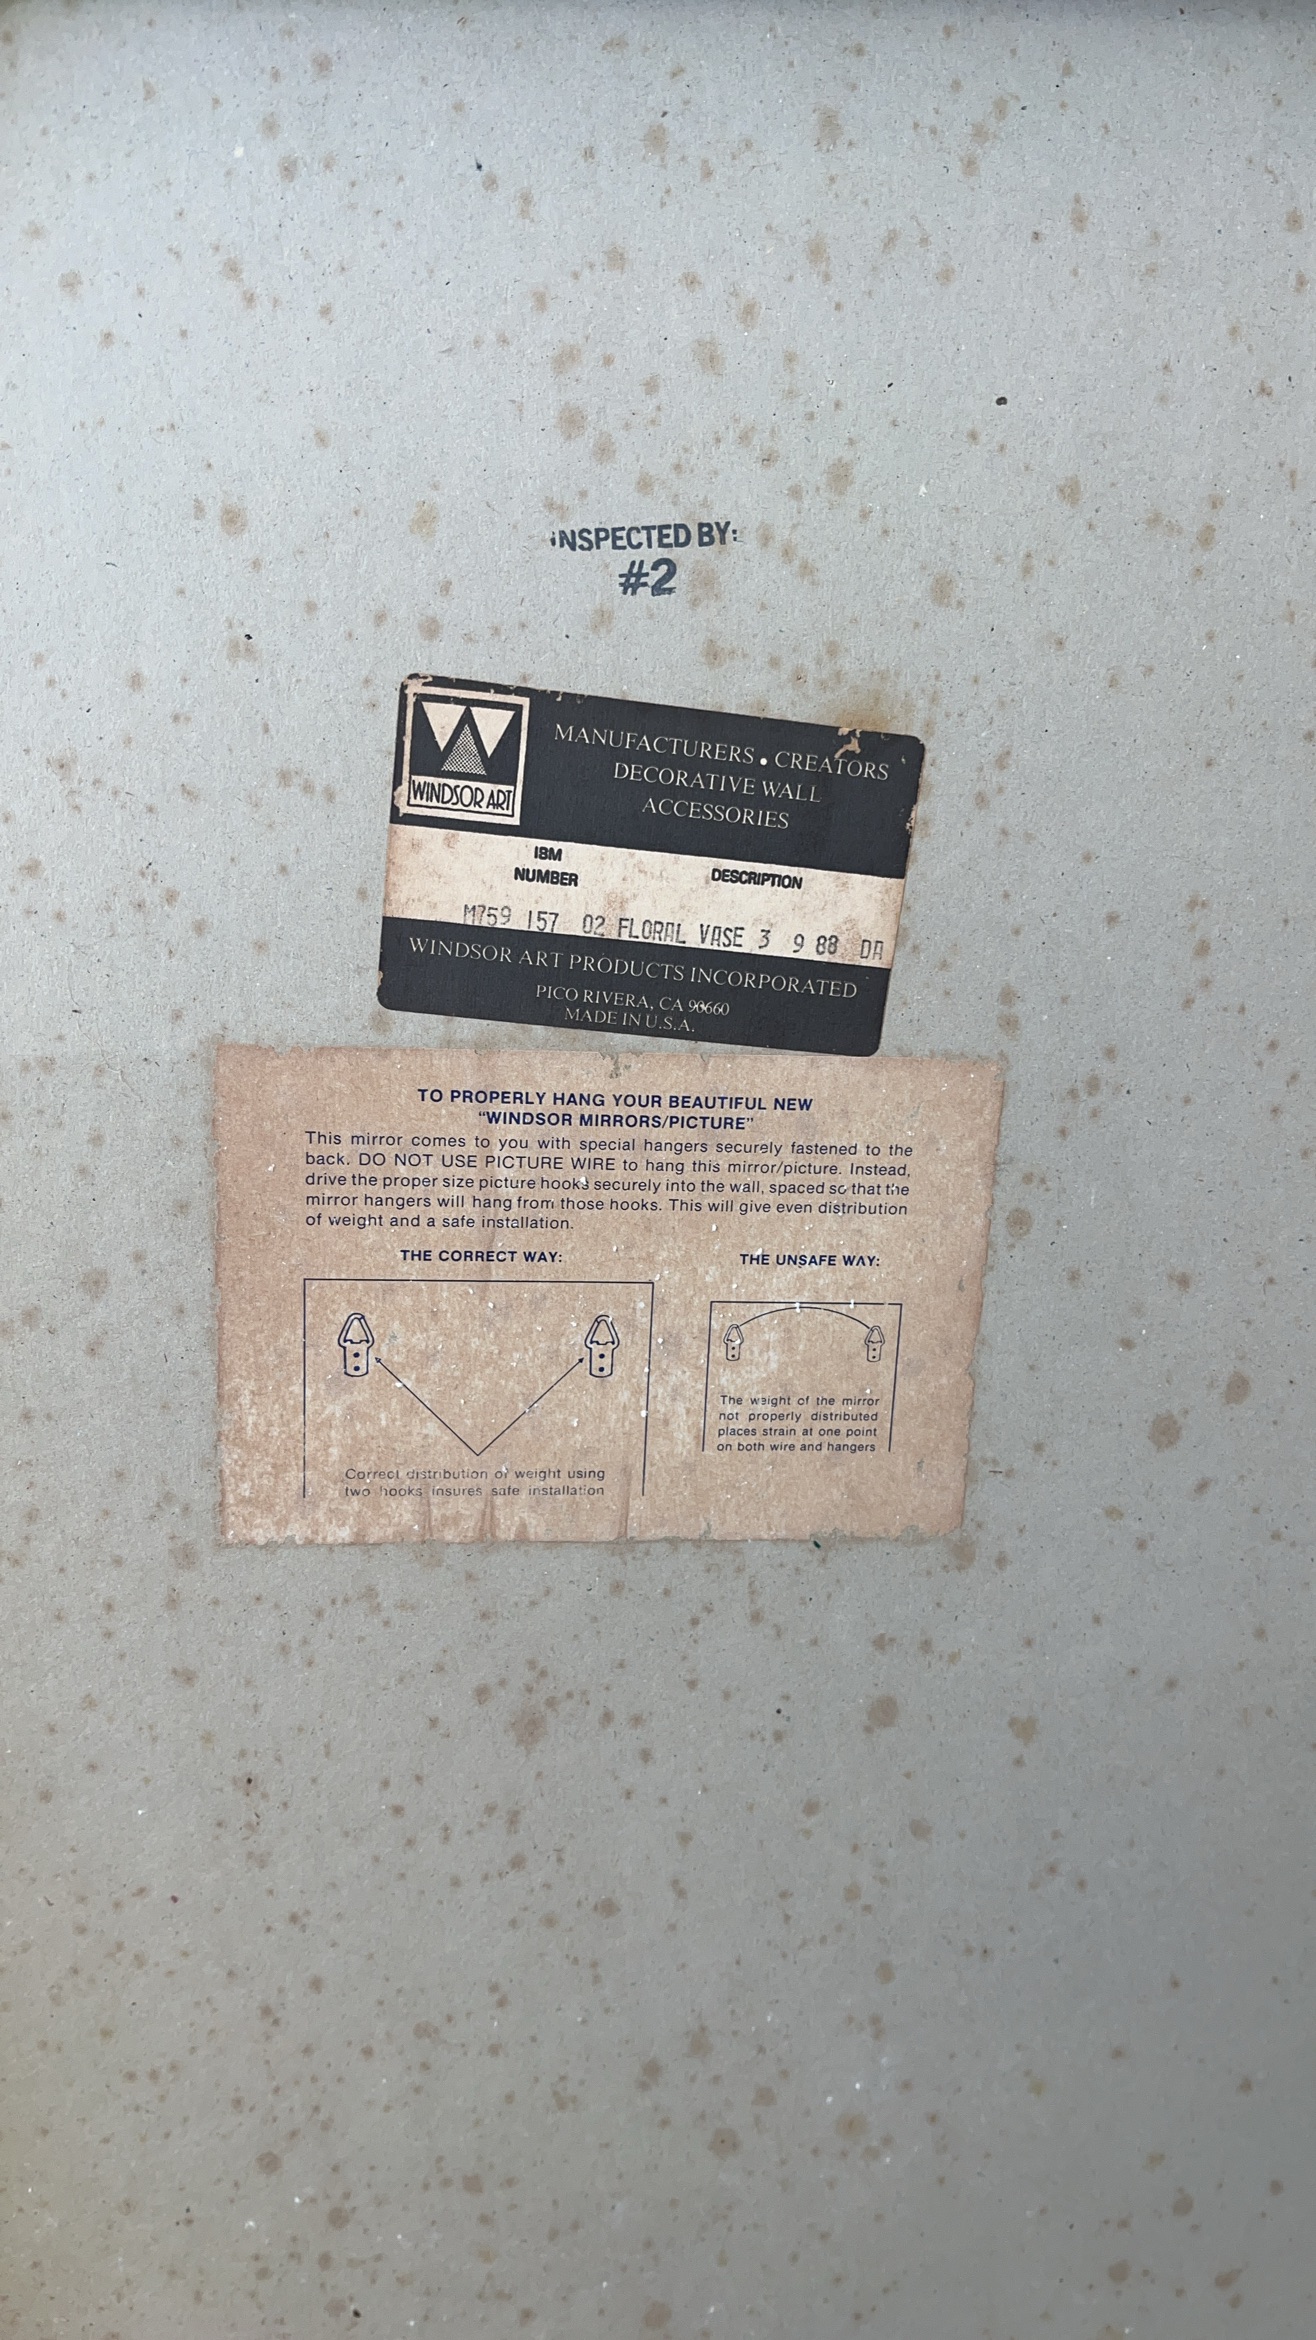 INSPECTED BY:
#2
WINDSOR ART
MANUFACTURERS • CREATORS
DECORATIVE WALL
ACCESSORIES
IBM
NUMBER
DESCRIPTION
M759 157 02 FLORAL VASE 3 9 88 DA
WINDSOR ART PRODUCTS INCORPORATED
PICO RIVERA, CA 90660
MADE IN U.S.A.
TO PROPERLY HANG YOUR BEAUTIFUL NEW
“WINDSOR MIRRORS/PICTURE”
This mirror comes to you with special hangers securely fastened to the
back. DO NOT USE PICTURE WIRE to hang this mirror/picture. Instead,
drive the proper size picture hooks securely into the wall, spaced so that the
mirror hangers will hang from those hooks. This will give even distribution
of weight and a safe installation.
THE CORRECT WAY:
Correct distribution of weight using
two hooks insures safe installation
THE UNSAFE WAY:
The weight of the mirror
not properly distributed
places strain at one point
on both wire and hangers